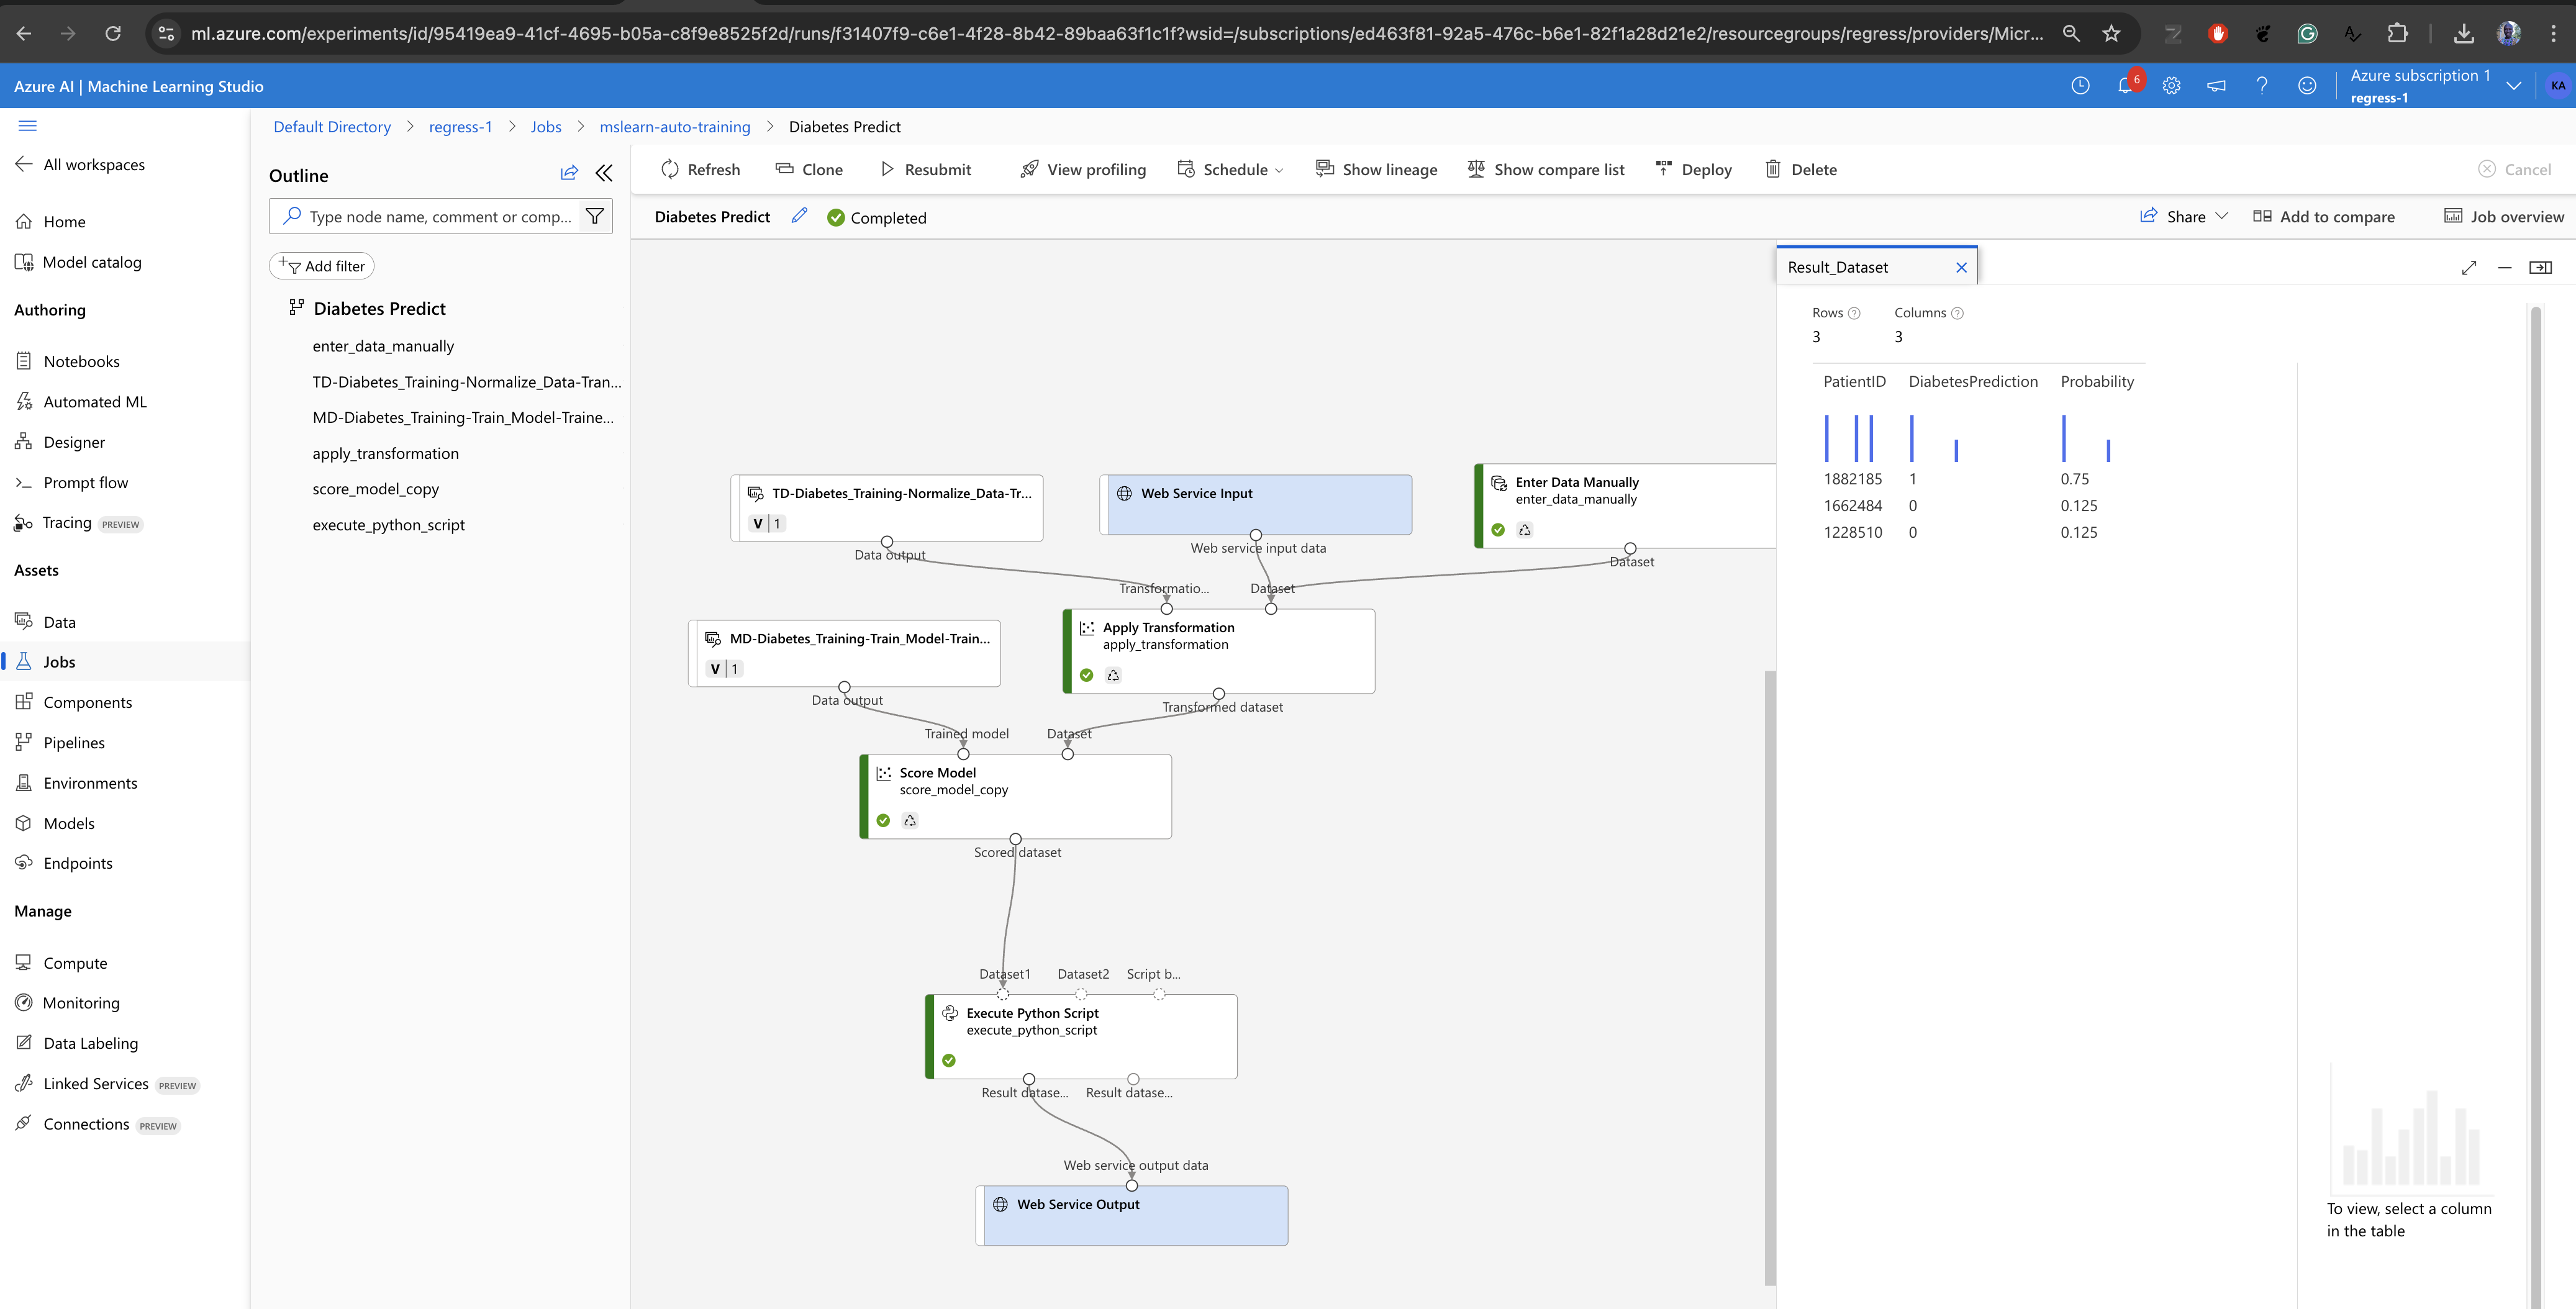 ml.azure.com/experiments/id/95419ea9-41cf-4695-b05a-c8f9e8525f2d/runs/f31407f9-c6e1-4f28-8b42-89baa63f1c1f?wsid=/subscriptions/ed463f81-92a5-476c-b6e1-82f1a28d21e2/resourcegroups/regress/providers/Micr...
Azure AI | Machine Learning Studio
6
Azure subscription 1
regress-1
KA
Default Directory > regress-1 > Jobs > mslearn-auto-training > Diabetes Predict
All workspaces
Home
Model catalog
Authoring
Notebooks
Automated ML
Designer
Prompt flow
Tracing PREVIEW
Assets
Data
Jobs
Components
Pipelines
Environments
Models
Endpoints
Manage
Compute
Monitoring
Data Labeling
Linked Services PREVIEW
Connections PREVIEW
Outline
Type node name, comment or comp...
Add filter
Diabetes Predict
enter_data_manually
TD-Diabetes_Training-Normalize_Data-Tran...
MD-Diabetes_Training-Train_Model-Traine...
apply_transformation
score_model_copy
execute_python_script
Refresh Clone Resubmit View profiling Schedule Show lineage Show compare list Deploy Delete Cancel
Diabetes Predict Completed Share Add to compare Job overview
TD-Diabetes_Training-Normalize_Data-Tr...
V 1
Data output
Web Service Input
Web service input data
Enter Data Manually
enter_data_manually
Dataset
Transformatio... Dataset
Apply Transformation
apply_transformation
Transformed dataset
MD-Diabetes_Training-Train_Model-Train...
V 1
Data output
Trained model Dataset
Score Model
score_model_copy
Scored dataset
Dataset1 Dataset2 Script b...
Execute Python Script
execute_python_script
Result datase... Result datase...
Web service output data
Web Service Output
Result_Dataset
Rows Columns
3 3
PatientID DiabetesPrediction Probability
1882185 1 0.75
1662484 0 0.125
1228510 0 0.125
To view, select a column
in the table